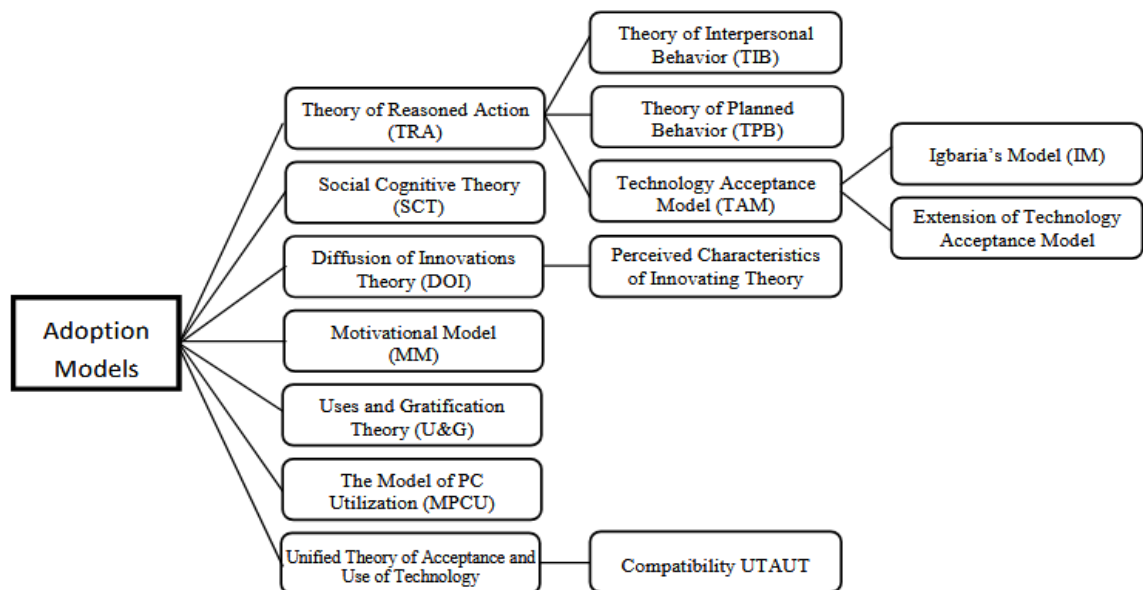 Adoption
Models
Theory of Reasoned Action
(TRA)
Social Cognitive Theory
(SCT)
Diffusion of Innovations
Theory (DOI)
Motivational Model
(MM)
Uses and Gratification
Theory (U&G)
The Model of PC
Utilization (MPCU)
Unified Theory of Acceptance and
Use of Technology
Theory of Interpersonal
Behavior (TIB)
Theory of Planned
Behavior (TPB)
Technology Acceptance
Model (TAM)
Perceived Characteristics
of Innovating Theory
Compatibility UTAUT
Igbaria's Model (IM)
Extension of Technology
Acceptance Model